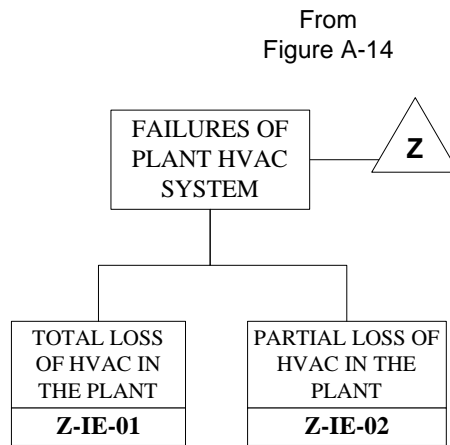 From
Figure A-14
FAILURES OF
PLANT HVAC
SYSTEM
Z
TOTAL LOSS
OF HVAC IN
THE PLANT
Z-IE-01
PARTIAL LOSS OF
HVAC IN THE
PLANT
Z-IE-02